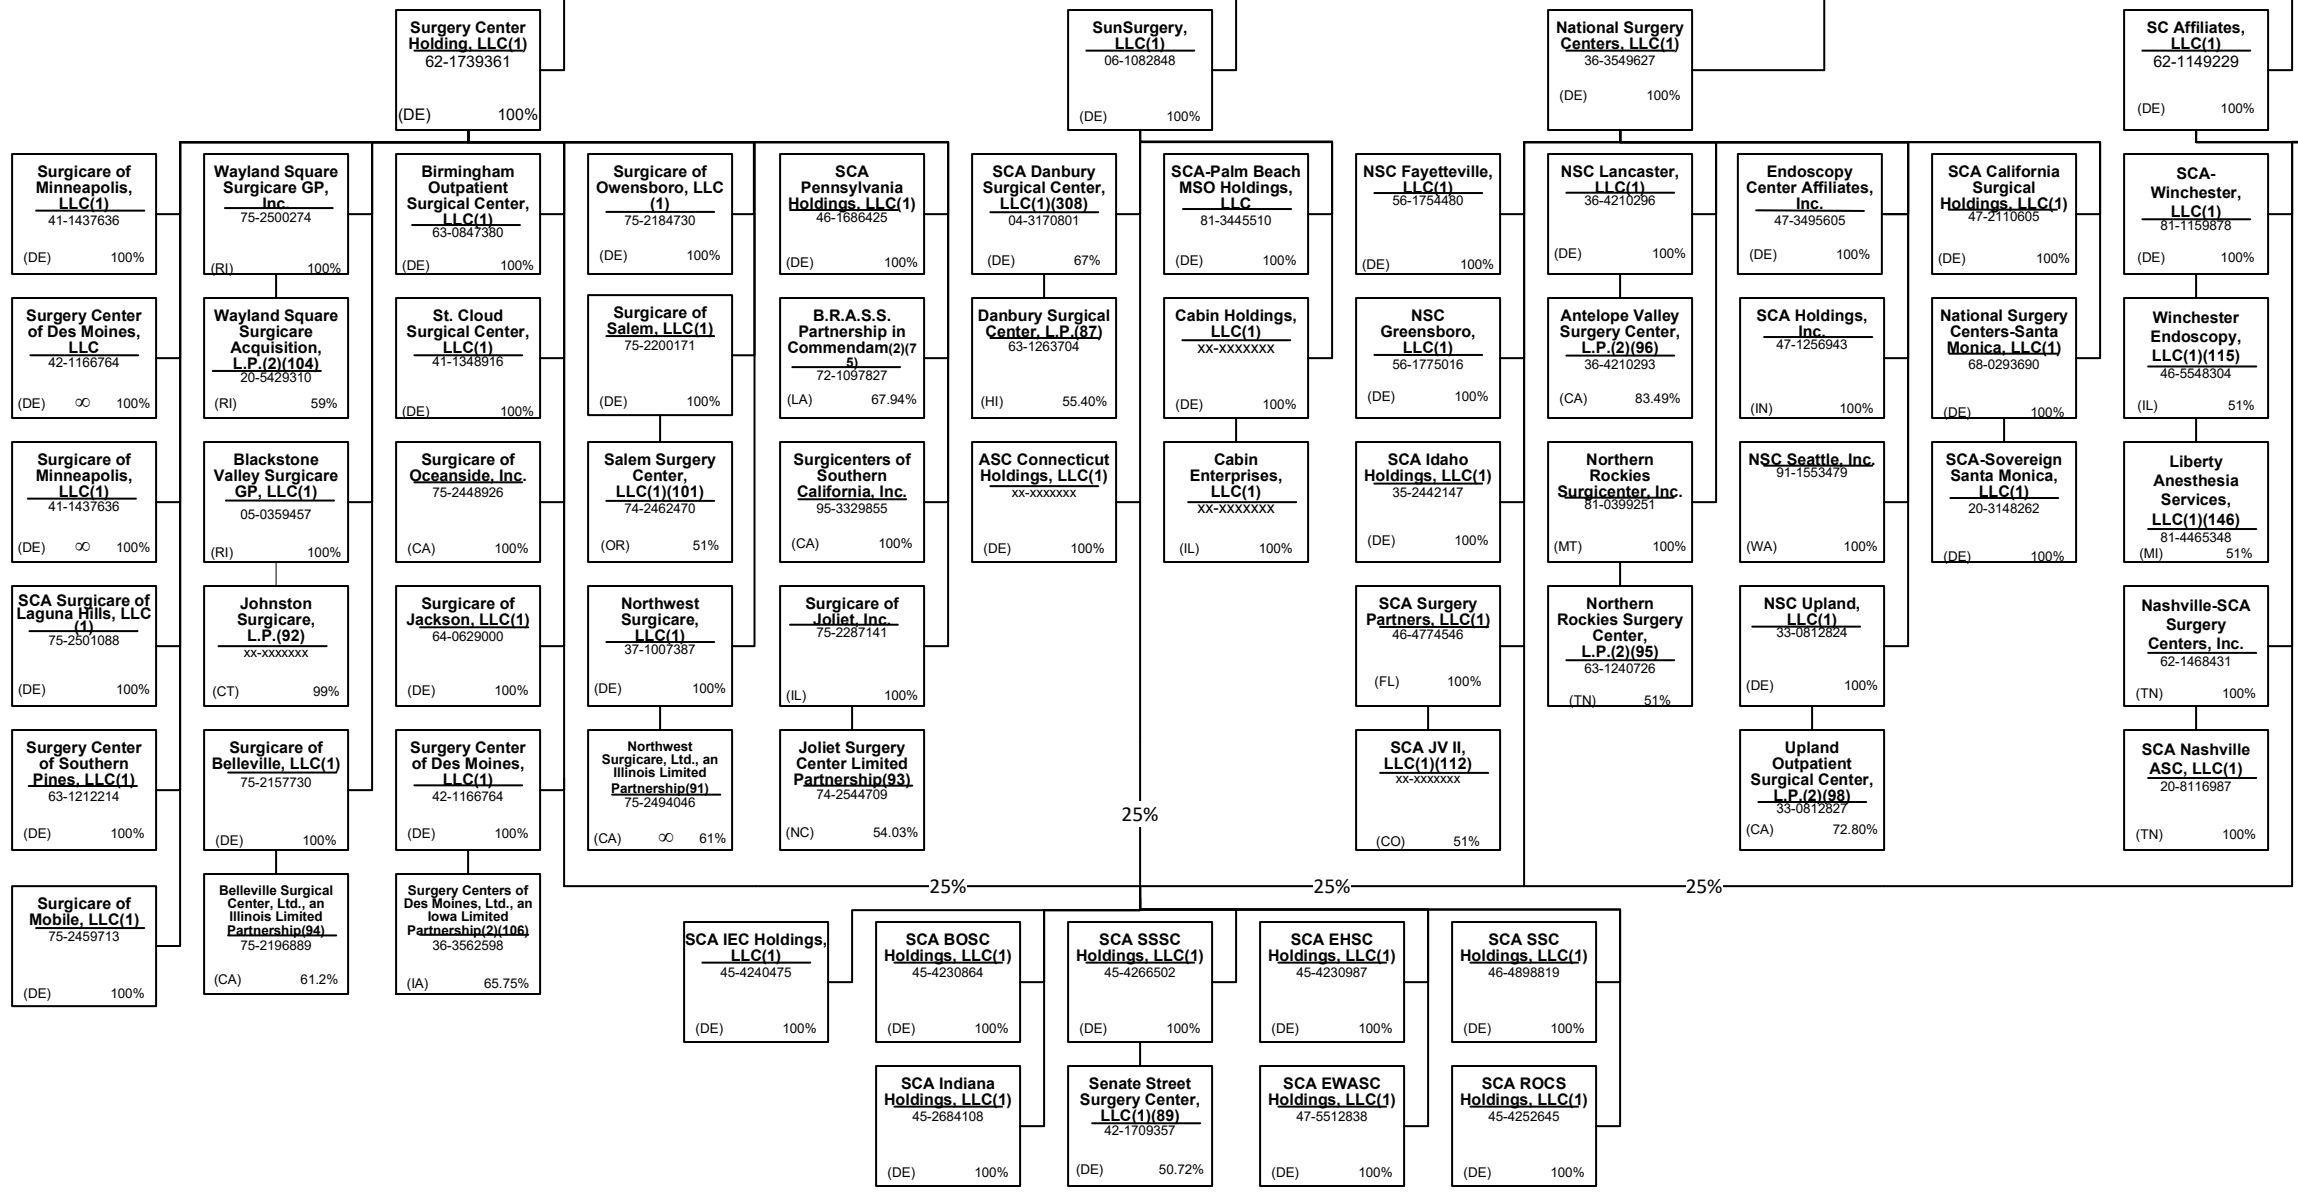 Surgery Center
Holding, LLC(1)
62-1739361
(DE) 100%
SunSurgery,
LLC(1)
06-1082848
(DE) 100%
National Surgery
Centers, LLC(1)
36-3549627
(DE) 100%
SC Affiliates,
LLC(1)
62-1149229
(DE) 100%
Surgicare of
Minneapolis,
LLC(1)
41-1437636
(DE) 100%
Wayland Square
Surgicare GP,
Inc.
75-2500274
(RI) 100%
Birmingham
Outpatient
Surgical Center,
LLC(1)
63-0847380
(DE) 100%
Surgicare of
Owensboro, LLC
(1)
75-2184730
(DE) 100%
SCA
Pennsylvania
Holdings, LLC(1)
46-1686425
(DE) 100%
SCA Danbury
Surgical Center,
LLC(1)(308)
04-3170801
(DE) 67%
SCA-Palm Beach
MSO Holdings,
LLC
81-3445510
(DE) 100%
NSC Fayetteville,
LLC(1)
56-1754480
(DE) 100%
NSC Lancaster,
LLC(1)
36-4210296
(DE) 100%
Endoscopy
Center Affiliates,
Inc.
47-3495605
(DE) 100%
SCA California
Surgical
Holdings, LLC(1)
47-2110605
(DE) 100%
SCA-
Winchester,
LLC(1)
81-1159878
(DE) 100%
Surgery Center
of Des Moines,
LLC
42-1166764
(DE) ∞ 100%
Wayland Square
Surgicare
Acquisition,
L.P.(2)(104)
20-5429310
(RI) 59%
St. Cloud
Surgical Center,
LLC(1)
41-1348916
(DE) 100%
Surgicare of
Salem, LLC(1)
75-2200171
(DE) 100%
B.R.A.S.S.
Partnership in
Commendam(2)(7
5)
72-1097827
(LA) 67.94%
Danbury Surgical
Center, L.P.(87)
63-1263704
(HI) 55.40%
Cabin Holdings,
LLC(1)
xx-xxxxxxx
(DE) 100%
NSC
Greensboro,
LLC(1)
56-1775016
(DE) 100%
Antelope Valley
Surgery Center,
L.P.(2)(96)
36-4210293
(CA) 83.49%
SCA Holdings,
Inc.
47-1256943
(IN) 100%
National Surgery
Centers-Santa
Monica, LLC(1)
68-0293690
(DE) 100%
Winchester
Endoscopy,
LLC(1)(115)
46-5548304
(IL) 51%
Surgicare of
Minneapolis,
LLC(1)
41-1437636
(DE) ∞ 100%
Blackstone
Valley Surgicare
GP, LLC(1)
05-0359457
(RI) 100%
Surgicare of
Oceanside, Inc.
75-2448926
(CA) 100%
Salem Surgery
Center,
LLC(1)(101)
74-2462470
(OR) 51%
Surgicenters of
Southern
California, Inc.
95-3329855
(CA) 100%
ASC Connecticut
Holdings, LLC(1)
xx-xxxxxxx
(DE) 100%
Cabin
Enterprises,
LLC(1)
xx-xxxxxxx
(IL) 100%
SCA Idaho
Holdings, LLC(1)
35-2442147
(DE) 100%
Northern
Rockies
Surgicenter, Inc.
81-0399251
(MT) 100%
NSC Seattle, Inc.
91-1553479
(WA) 100%
SCA-Sovereign
Santa Monica,
LLC(1)
20-3148262
(DE) 100%
Liberty
Anesthesia
Services,
LLC(1)(146)
81-4465348
(MI) 51%
SCA Surgicare of
Laguna Hills, LLC
(1)
75-2501088
(DE) 100%
Johnston
Surgicare,
L.P.(92)
xx-xxxxxxx
(CT) 99%
Surgicare of
Jackson, LLC(1)
64-0629000
(DE) 100%
Northwest
Surgicare,
LLC(1)
37-1007387
(DE) 100%
Surgicare of
Joliet, Inc.
75-2287141
(IL) 100%
SCA Surgery
Partners, LLC(1)
46-4774546
(FL) 100%
Northern
Rockies Surgery
Center,
L.P.(2)(95)
63-1240726
(TN) 51%
NSC Upland,
LLC(1)
33-0812824
(DE) 100%
Nashville-SCA
Surgery
Centers, Inc.
62-1468431
(TN) 100%
Surgery Center
of Southern
Pines, LLC(1)
63-1212214
(DE) 100%
Surgicare of
Belleville, LLC(1)
75-2157730
(DE) 100%
Surgery Center
of Des Moines,
LLC(1)
42-1166764
(DE) 100%
Northwest
Surgicare, Ltd., an
Illinois Limited
Partnership(91)
75-2494046
(CA) ∞ 61%
Joliet Surgery
Center Limited
Partnership(93)
74-2544709
(NC) 54.03%
25%
SCA JV II,
LLC(1)(112)
xx-xxxxxxx
(CO) 51%
Upland
Outpatient
Surgical Center,
L.P.(2)(98)
33-0812827
(CA) 72.80%
SCA Nashville
ASC, LLC(1)
20-8116987
(TN) 100%
25% 25% 25%
Surgicare of
Mobile, LLC(1)
75-2459713
(DE) 100%
Belleville Surgical
Center, Ltd., an
Illinois Limited
Partnership(94)
75-2196889
(CA) 61.2%
Surgery Centers of
Des Moines, Ltd., an
Iowa Limited
Partnership(2)(106)
36-3562598
(IA) 65.75%
SCA IEC Holdings,
LLC(1)
45-4240475
(DE) 100%
SCA BOSC
Holdings, LLC(1)
45-4230864
(DE) 100%
SCA SSSC
Holdings, LLC(1)
45-4266502
(DE) 100%
SCA EHSC
Holdings, LLC(1)
45-4230987
(DE) 100%
SCA SSC
Holdings, LLC(1)
46-4898819
(DE) 100%
SCA Indiana
Holdings, LLC(1)
45-2684108
(DE) 100%
Senate Street
Surgery Center,
LLC(1)(89)
42-1709357
(DE) 50.72%
SCA EWASC
Holdings, LLC(1)
47-5512838
(DE) 100%
SCA ROCS
Holdings, LLC(1)
45-4252645
(DE) 100%